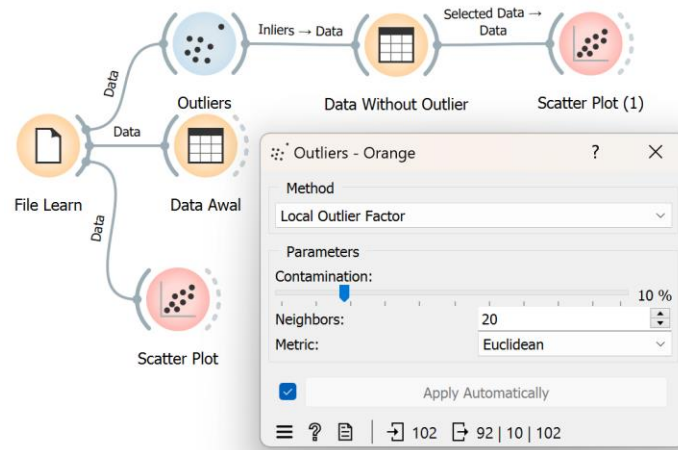 Inliers → Data
Selected Data →
Data
Data
Outliers
Data Without Outlier
Scatter Plot (1)
Data
File Learn
Data Awal
Data
Scatter Plot
Outliers - Orange
? X
Method
Local Outlier Factor
Parameters
Contamination:
10 %
Neighbors: 20
Metric: Euclidean
Apply Automatically
? 102 92 | 10 | 102